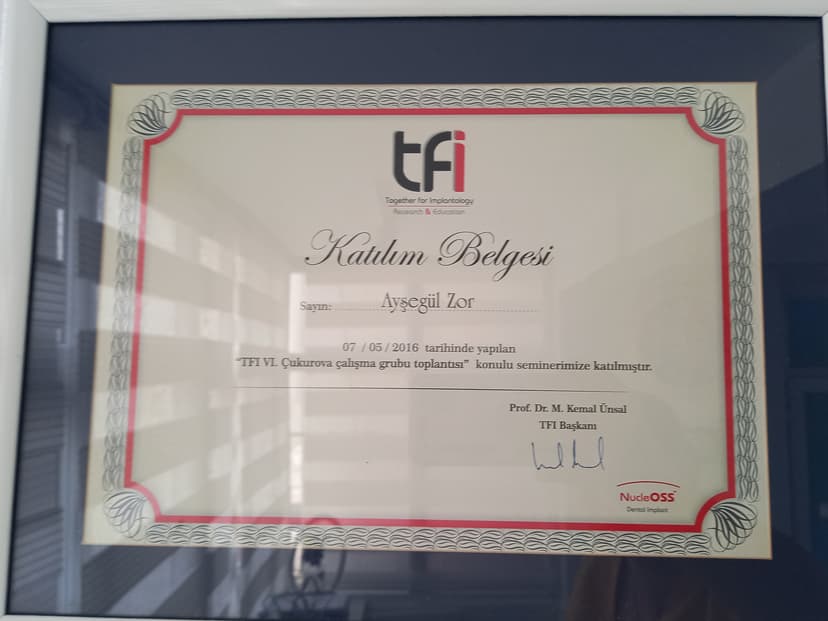 tfi
Together for Implantology
Research & Education
Katılım Belgesi
Sayın: Ayşegül Zor
07 / 05 / 2016 tarihinde yapılan
"TFI VI. Çukurova çalışma grubu toplantısı" konulu seminerimize katılmıştır.
Prof. Dr. M. Kemal Ünsal
TFI Başkanı
NucleOSS
Dental Implant